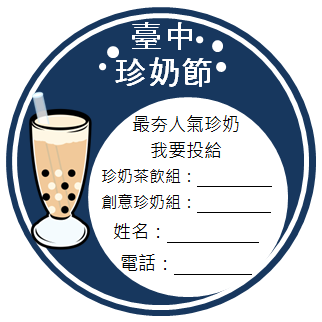 臺中
珍奶節
最夯人氣珍奶
我要投給
珍奶茶飲組：
創意珍奶組：
姓名：
電話：